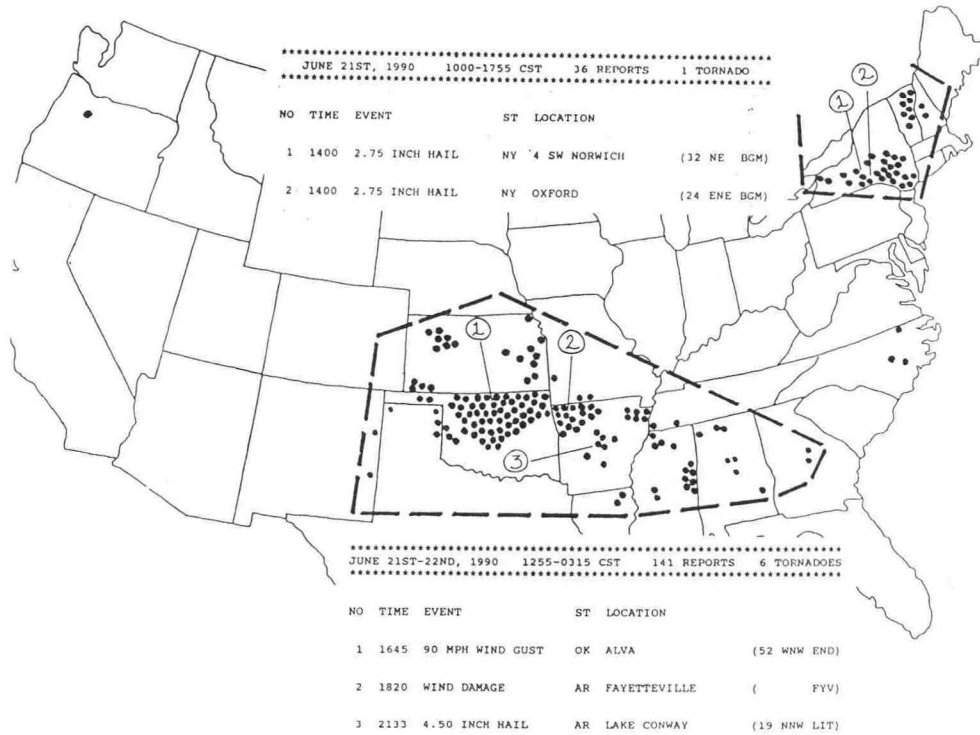 JUNE 21ST, 1990 1000-1755 CST 36 REPORTS 1 TORNADO
NO TIME EVENT ST LOCATION
1 1400 2.75 INCH HAIL NY 4 SW NORWICH (32 NE BGM)
2 1400 2.75 INCH HAIL NY OXFORD (24 ENE BGM)
2
1
1
2
3
JUNE 21ST-22ND, 1990 1255-0315 CST 141 REPORTS 6 TORNADOES
NO TIME EVENT ST LOCATION
1 1645 90 MPH WIND GUST OK ALVA (52 WNW END)
2 1820 WIND DAMAGE AR FAYETTEVILLE ( FYV)
3 2133 4.50 INCH HAIL AR LAKE CONWAY (19 NNW LIT)